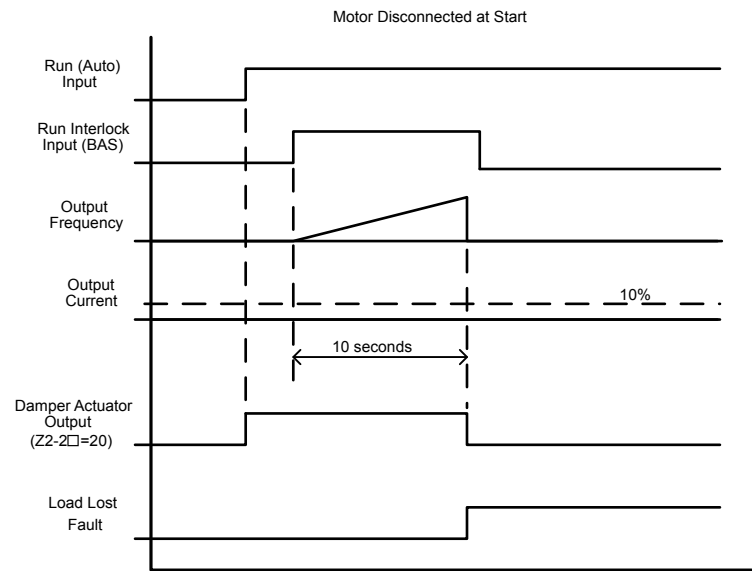 Motor Disconnected at Start
Run (Auto)
Input
Run Interlock
Input (BAS)
Output
Frequency
Output
Current
10%
10 seconds
Damper Actuator
Output
(Z2-2□=20)
Load Lost
Fault